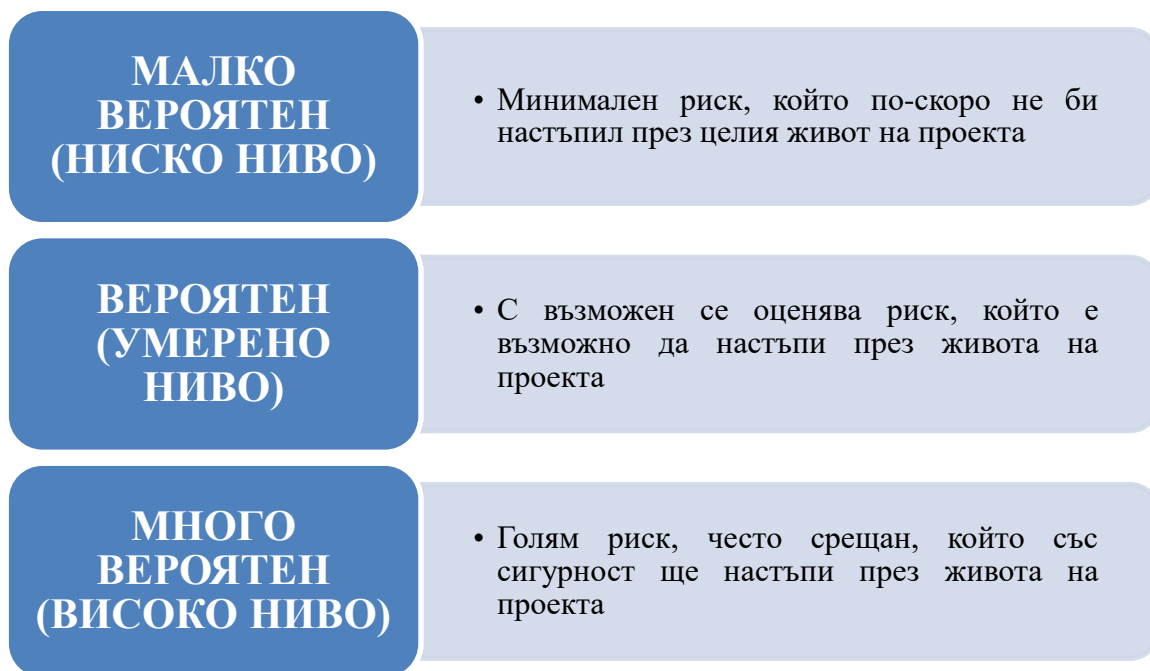 МАЛКО
ВЕРОЯТЕН
(НИСКО НИВО)
• Минимален риск, който по-скоро не би
настъпил през целия живот на проекта
ВЕРОЯТЕН
(УМЕРЕНО
НИВО)
• С възможен се оценява риск, който е
възможно да настъпи през живота на
проекта
МНОГО
ВЕРОЯТЕН
(ВИСОКО НИВО)
• Голям риск, често срещан, който със
сигурност ще настъпи през живота на
проекта